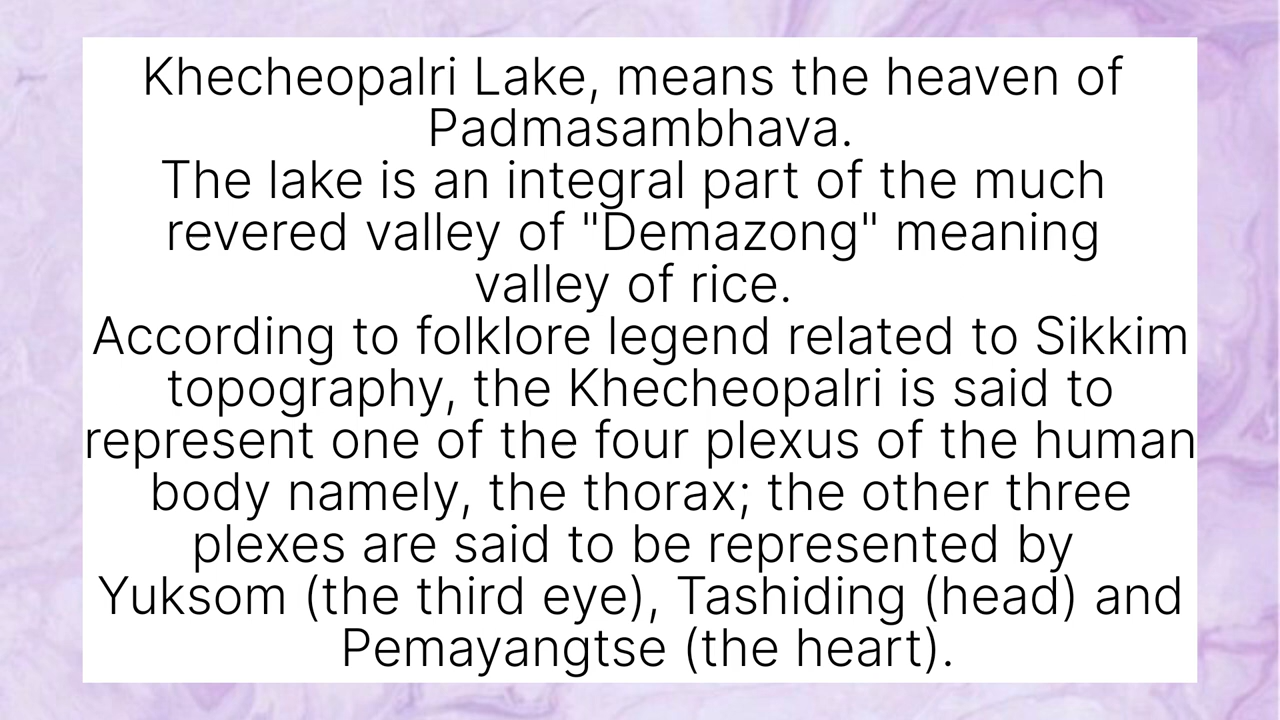 Khecheopalri Lake, means the heaven of
Padmasambhava.
The lake is an integral part of the much
revered valley of "Demazong" meaning
valley of rice.
According to folklore legend related to Sikkim
topography, the Khecheopalri is said to
represent one of the four plexus of the human
body namely, the thorax; the other three
plexes are said to be represented by
Yuksom (the third eye), Tashiding (head) and
Pemayangtse (the heart).